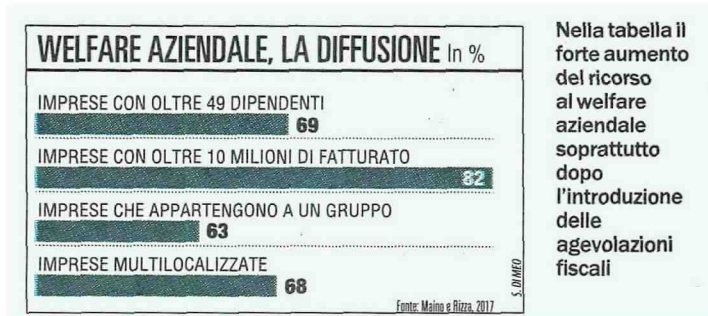 WELFARE AZIENDALE, LA DIFFUSIONE In %
IMPRESE CON OLTRE 49 DIPENDENTI
69
IMPRESE CON OLTRE 10 MILIONI DI FATTURATO
82
IMPRESE CHE APPARTENGONO A UN GRUPPO
63
IMPRESE MULTILOCALIZZATE
68
Fonte: Maino e Rizza, 2017
S. DI MEO
Nella tabella il
forte aumento
del ricorso
al welfare
aziendale
soprattutto
dopo
l'introduzione
delle
agevolazioni
fiscali